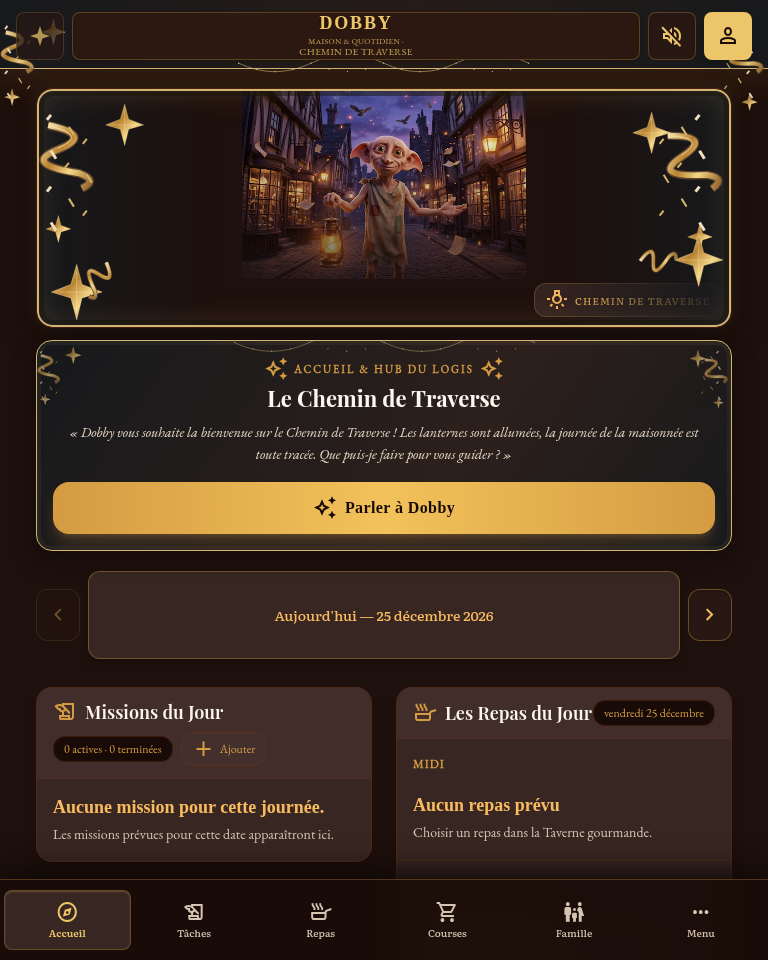 DOBBY
MAISON & QUOTIDIEN ·
CHEMIN DE TRAVERSE
CHEMIN DE TRAVERSE
ACCUEIL & HUB DU LOGIS
Le Chemin de Traverse
« Dobby vous souhaite la bienvenue sur le Chemin de Traverse ! Les lanternes sont allumées, la journée de la maisonnée est
toute tracée. Que puis-je faire pour vous guider ? »
Parler à Dobby
Aujourd'hui — 25 décembre 2026
Missions du Jour
0 actives · 0 terminées
Ajouter
Aucune mission pour cette journée.
Les missions prévues pour cette date apparaîtront ici.
Les Repas du Jour
vendredi 25 décembre
MIDI
Aucun repas prévu
Choisir un repas dans la Taverne gourmande.
Accueil
Tâches
Repas
Courses
Famille
Menu